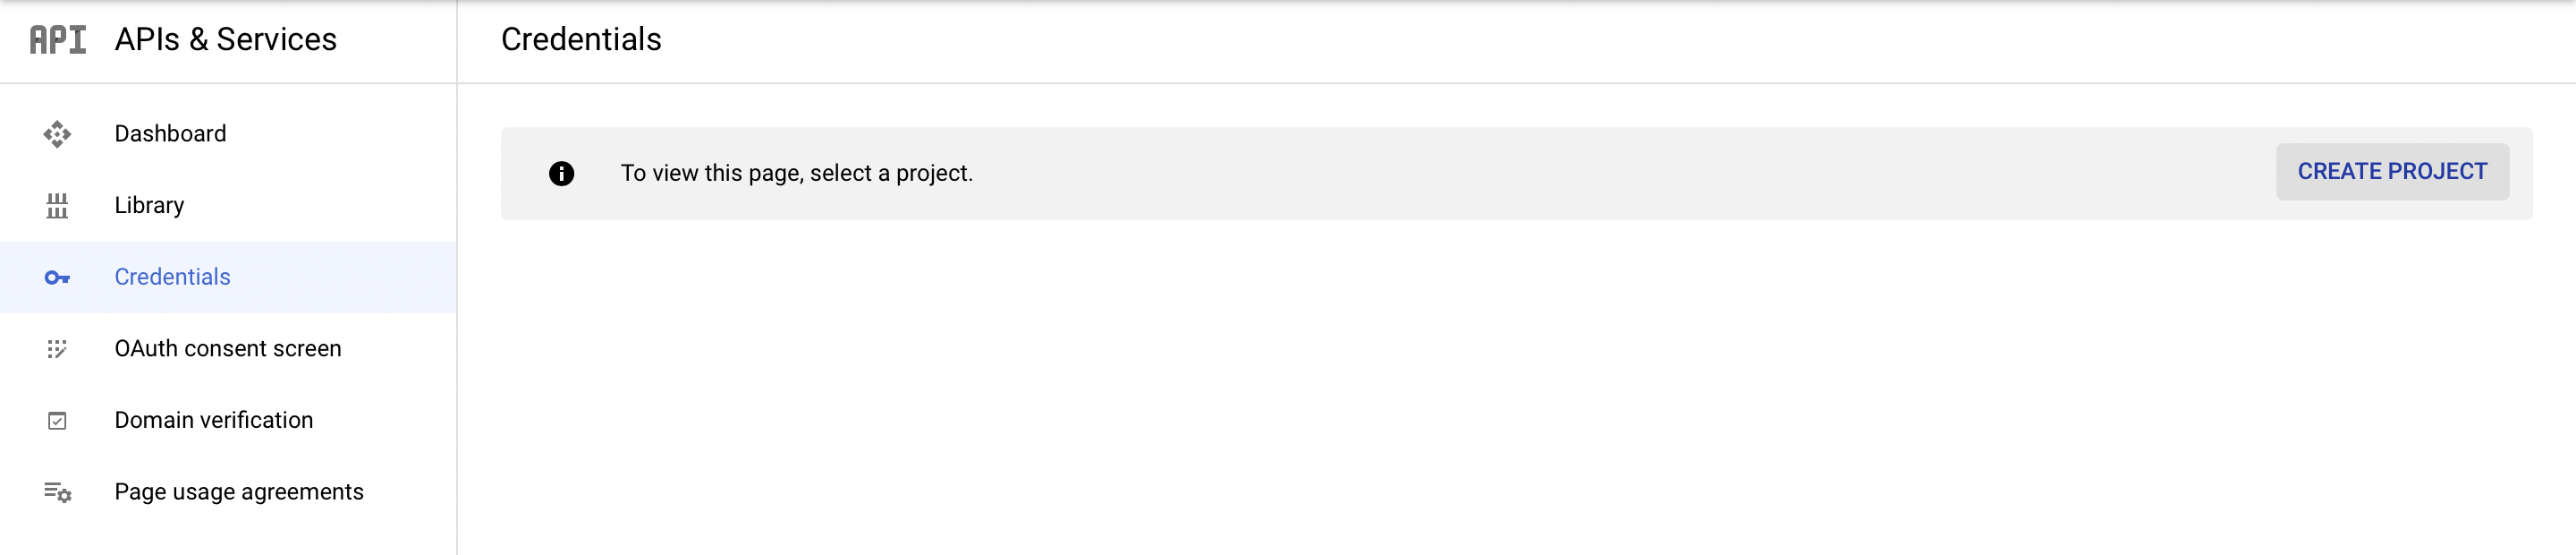 API APIs & Services
Credentials
Dashboard
Library
Credentials
OAuth consent screen
Domain verification
Page usage agreements
To view this page, select a project.
CREATE PROJECT